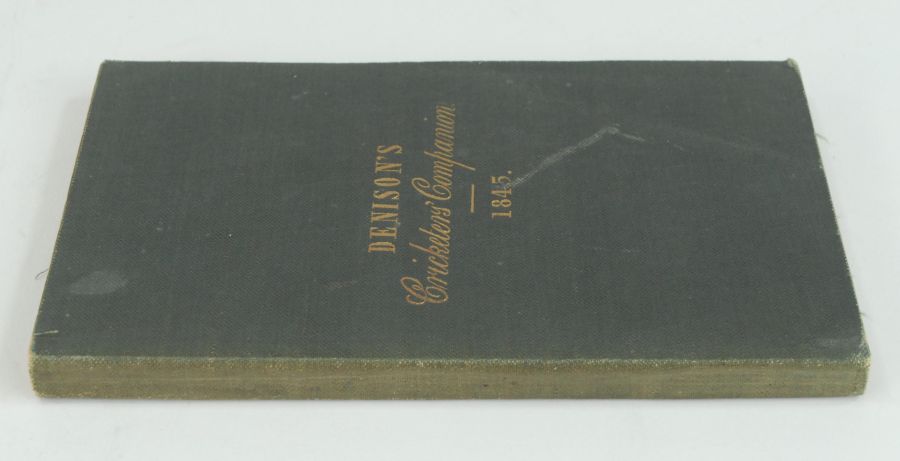 DENISON'S
Cricketers' Companion
1845.